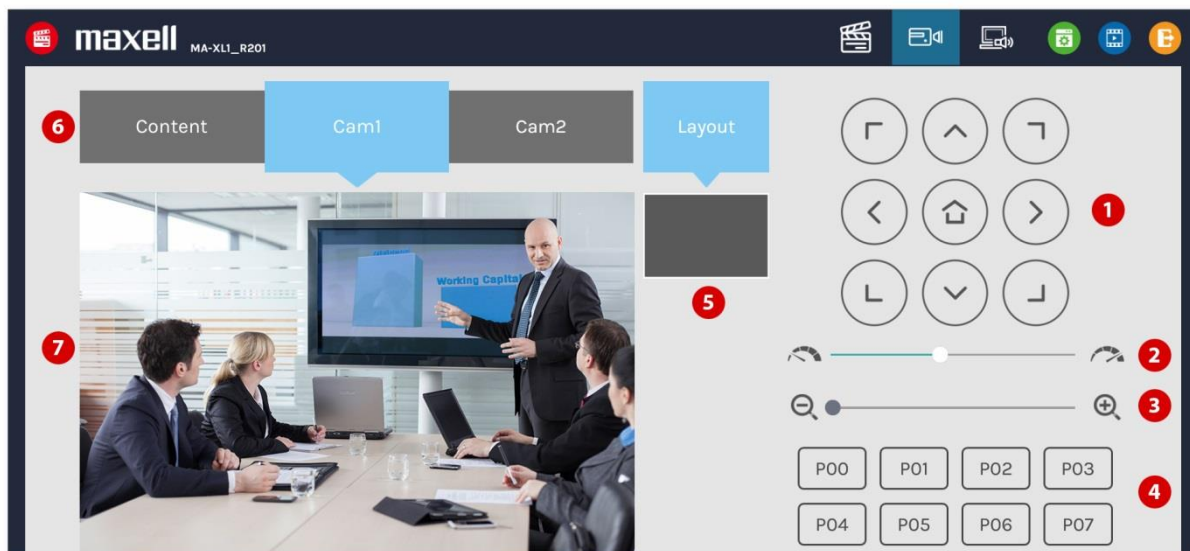 maxell MA-XL1_R201
6 Content Cam1 Cam2 Layout
Working Capital
1
5
7
2
3
P00 P01 P02 P03
4
P04 P05 P06 P07